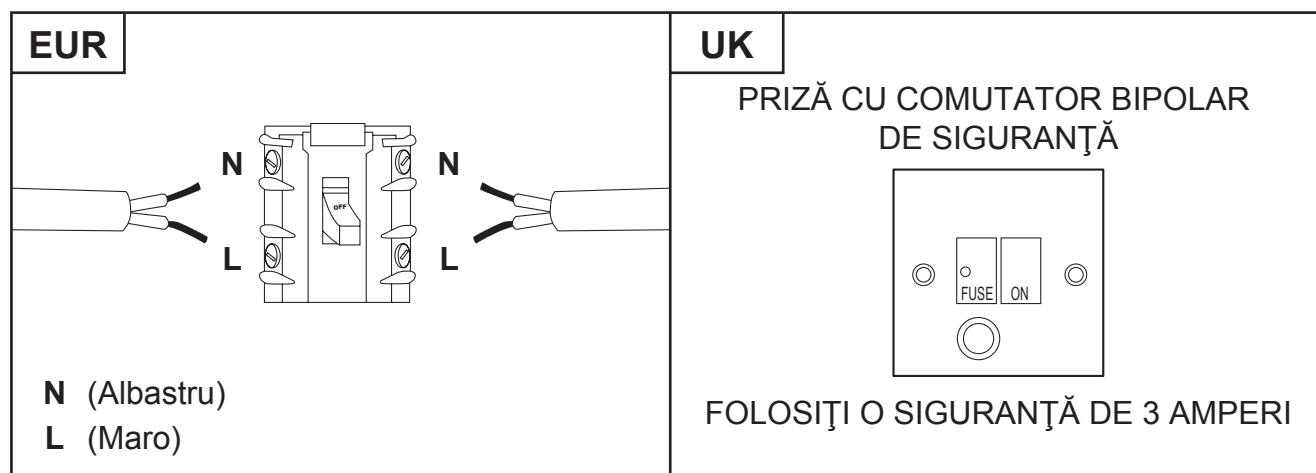 EUR
N
N
OFF
L
L
N (Albastru)
L (Maro)
UK
PRIZĂ CU COMUTATOR BIPOLAR
DE SIGURANŢĂ
FUSE ON
FOLOSIŢI O SIGURANŢĂ DE 3 AMPERI